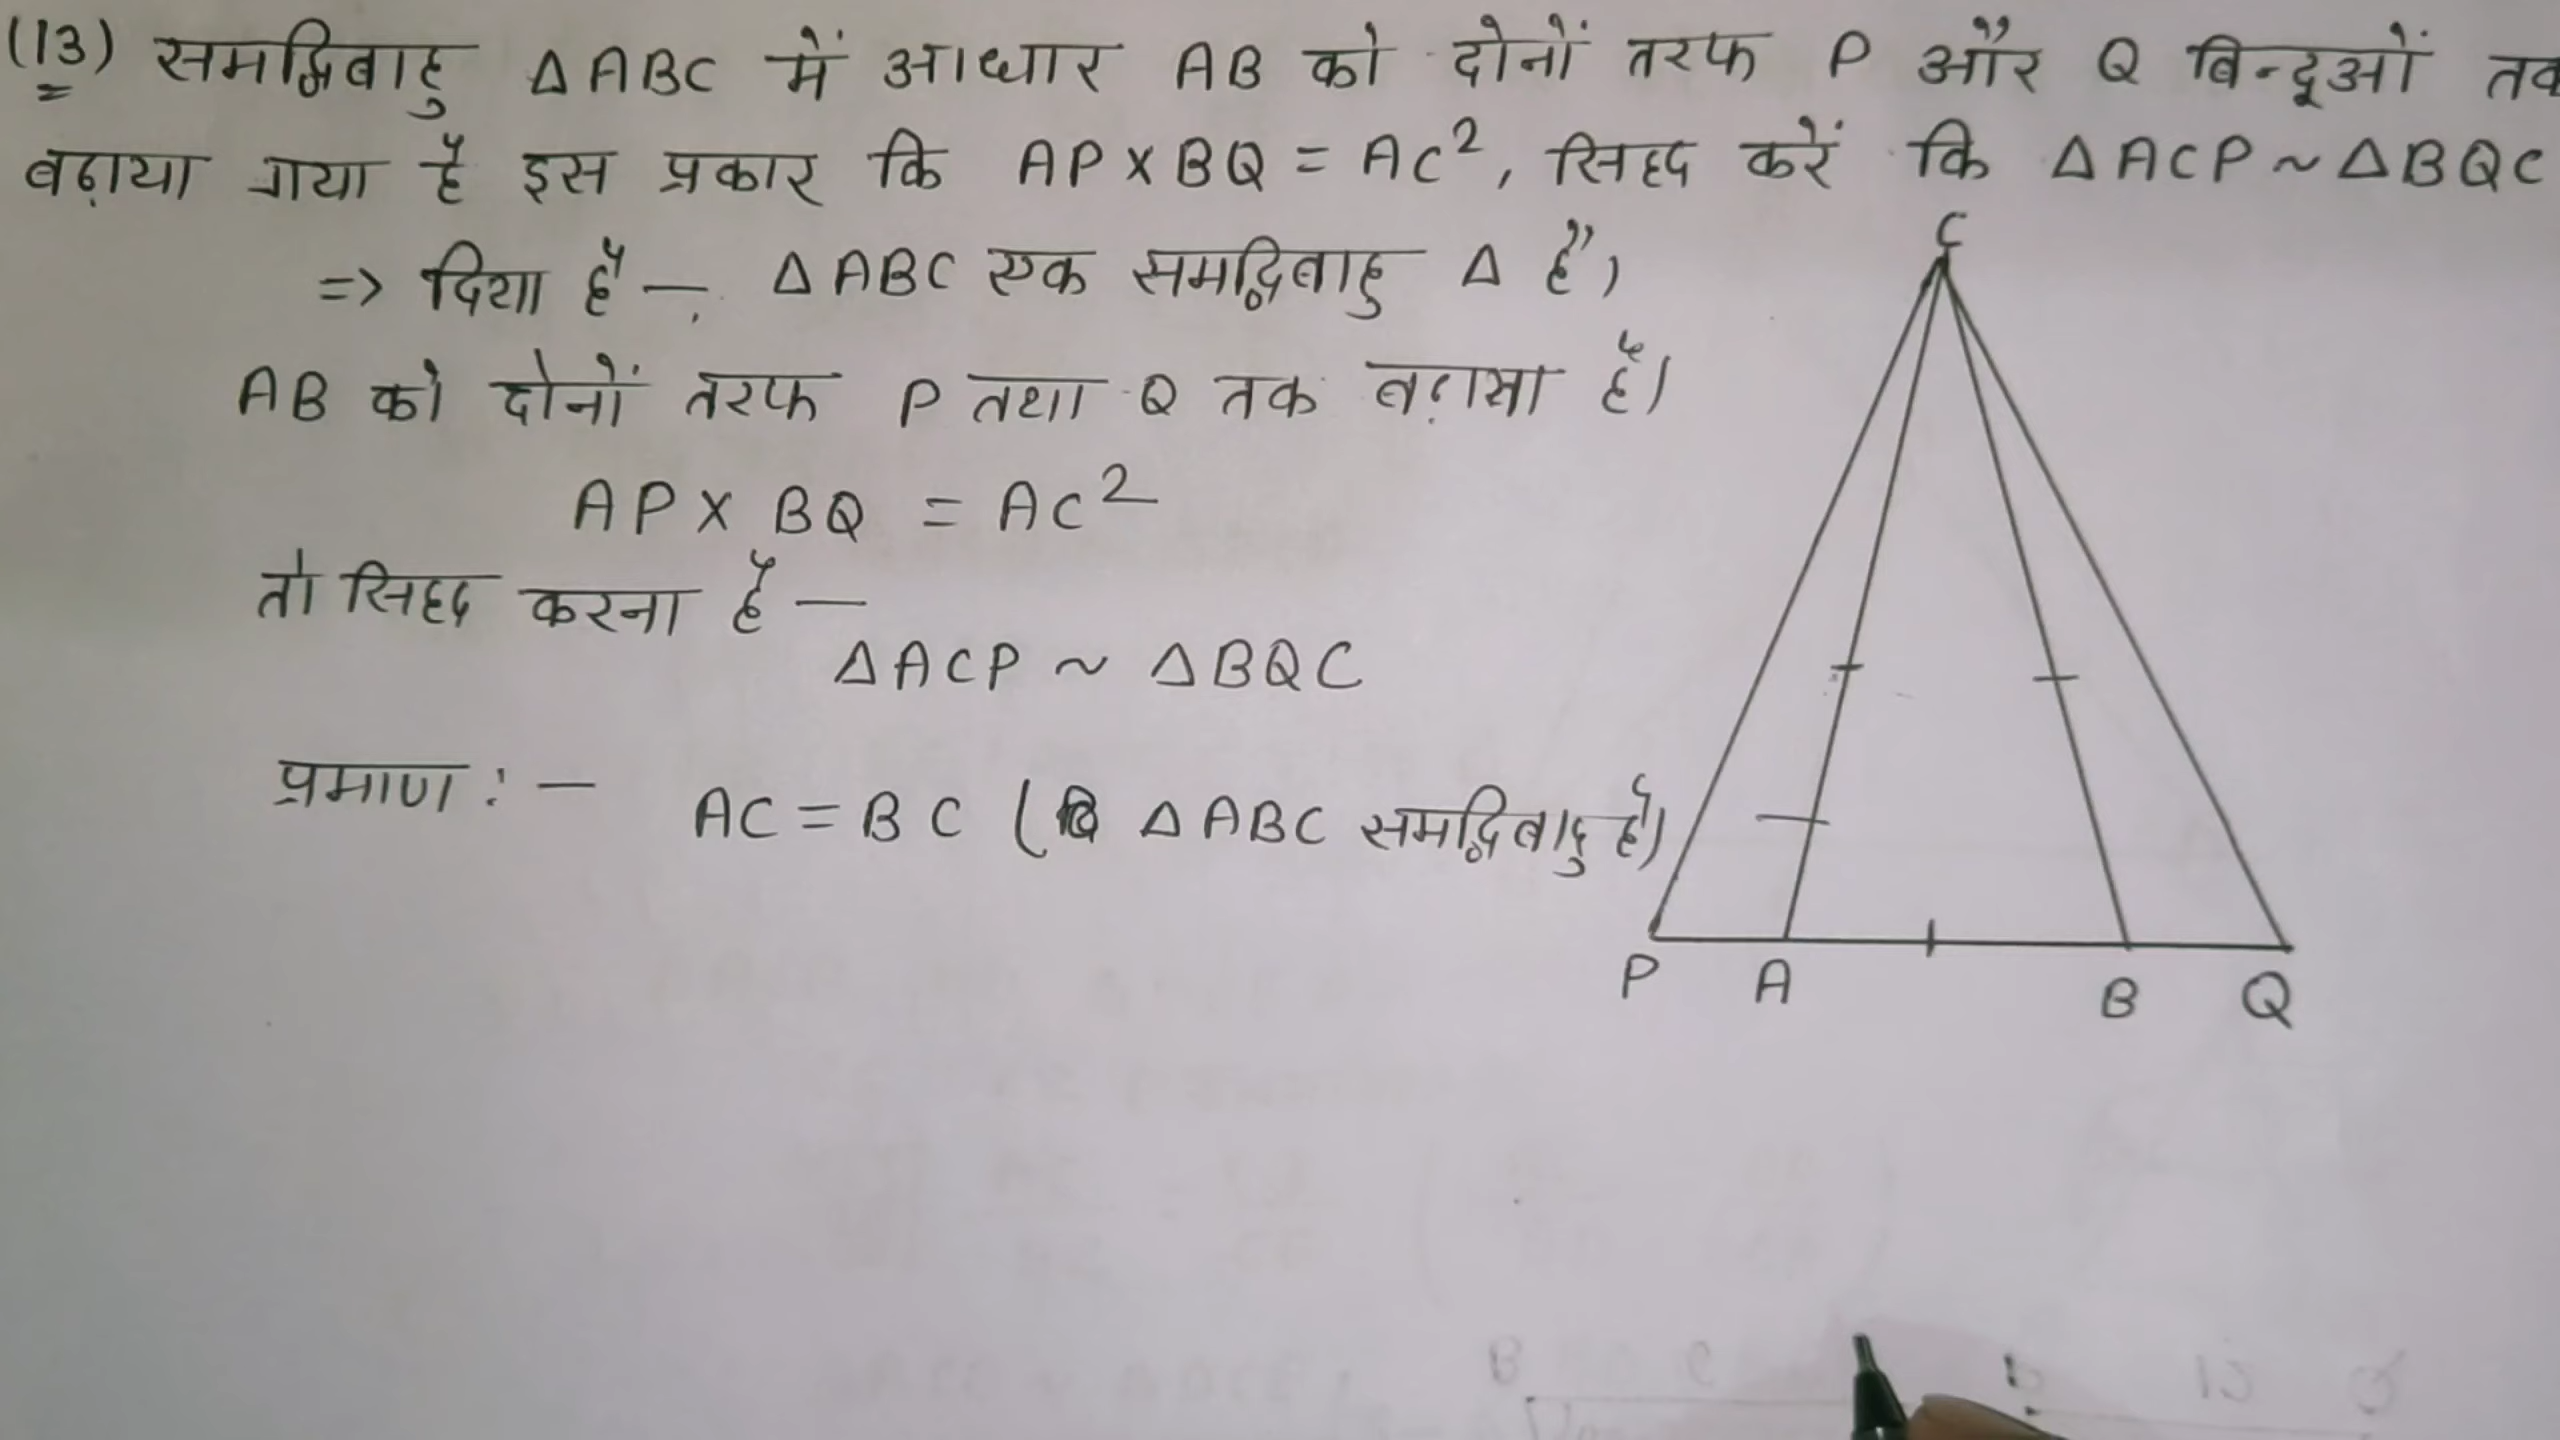 (13) समद्विबाहु ΔABC में आधार AB को दोनों तरफ P और Q बिन्दूओं तक
बढ़ाया गया है इस प्रकार कि AP×BQ = AC², सिद्ध करें कि ΔACP ~ ΔBQC
=> दिया है — ΔABC एक समद्विबाहु Δ है,
AB को दोनों तरफ P तथा Q तक बढ़ाया है।
AP × BQ = AC²
तो सिद्ध करना है —
ΔACP ~ ΔBQC
प्रमाण :— AC = BC ( ΔABC समद्विबाहु है)
C
P A B Q